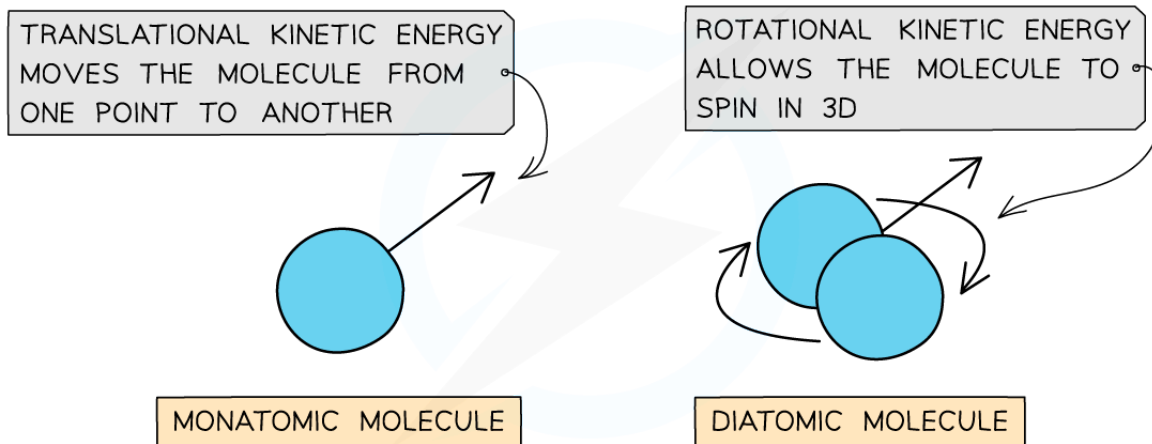 TRANSLATIONAL KINETIC ENERGY
MOVES THE MOLECULE FROM
ONE POINT TO ANOTHER
ROTATIONAL KINETIC ENERGY
ALLOWS THE MOLECULE TO
SPIN IN 3D
MONATOMIC MOLECULE
DIATOMIC MOLECULE